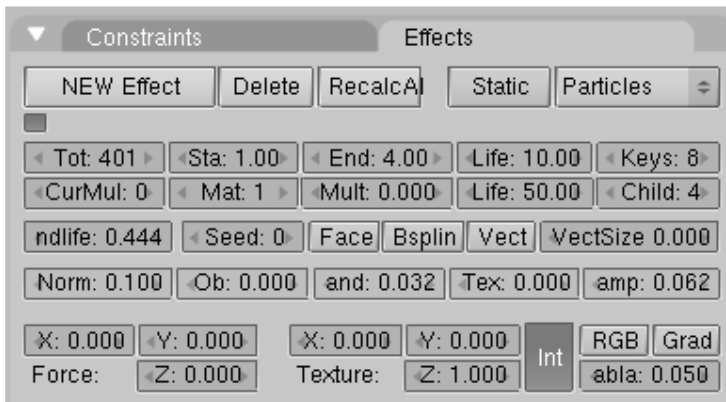 Constraints Effects
NEW Effect Delete RecalcAl Static Particles
Tot: 401 Sta: 1.00 End: 4.00 Life: 10.00 Keys: 8
CurMul: 0 Mat: 1 Mult: 0.000 Life: 50.00 Child: 4
ndlife: 0.444 Seed: 0 Face Bsplin Vect VectSize 0.000
Norm: 0.100 Ob: 0.000 and: 0.032 Tex: 0.000 amp: 0.062
X: 0.000 Y: 0.000 X: 0.000 Y: 0.000 Int RGB Grad
Force: Z: 0.000 Texture: Z: 1.000 abla: 0.050